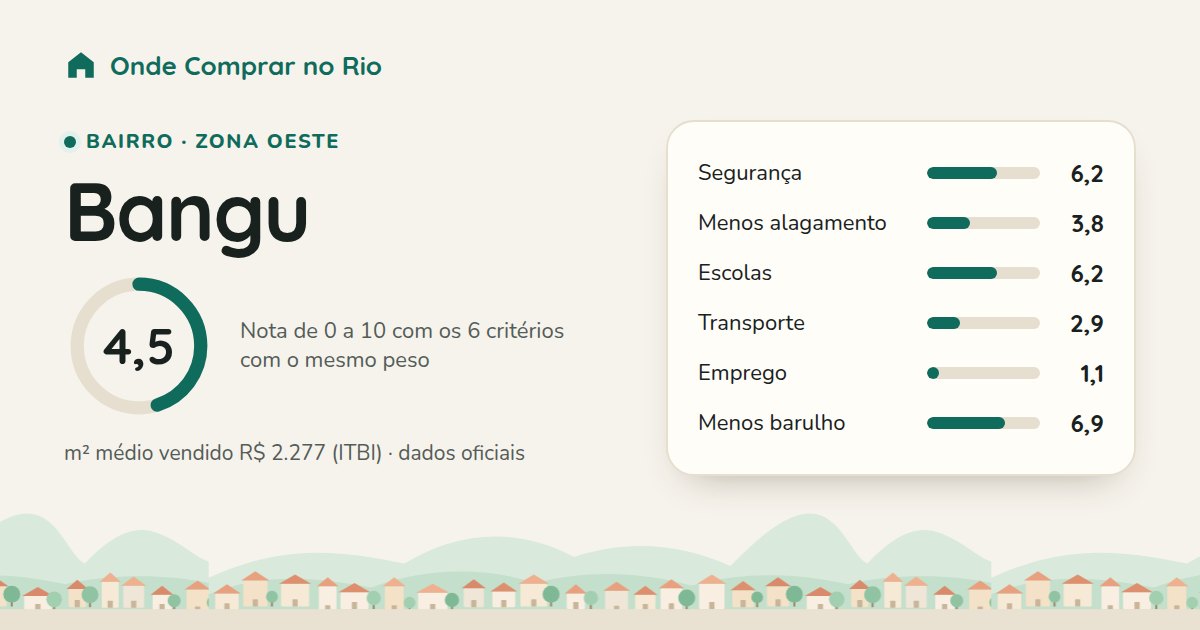 Onde Comprar no Rio
BAIRRO · ZONA OESTE
Bangu
4,5
Nota de 0 a 10 com os 6 critérios
com o mesmo peso
m² médio vendido R$ 2.277 (ITBI) · dados oficiais
Segurança 6,2
Menos alagamento 3,8
Escolas 6,2
Transporte 2,9
Emprego 1,1
Menos barulho 6,9